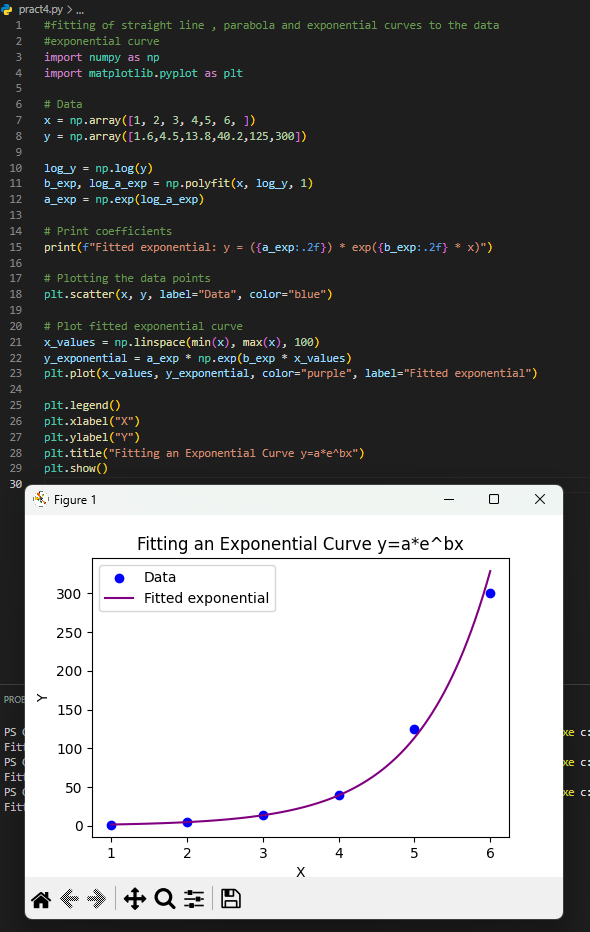 pract4.py > ...
1 #fitting of straight line , parabola and exponential curves to the data
2 #exponential curve
3 import numpy as np
4 import matplotlib.pyplot as plt
5
6 # Data
7 x = np.array([1, 2, 3, 4,5, 6, ])
8 y = np.array([1.6,4.5,13.8,40.2,125,300])
9
10 log_y = np.log(y)
11 b_exp, log_a_exp = np.polyfit(x, log_y, 1)
12 a_exp = np.exp(log_a_exp)
13
14 # Print coefficients
15 print(f"Fitted exponential: y = ({a_exp:.2f}) * exp({b_exp:.2f} * x)")
16
17 # Plotting the data points
18 plt.scatter(x, y, label="Data", color="blue")
19
20 # Plot fitted exponential curve
21 x_values = np.linspace(min(x), max(x), 100)
22 y_exponential = a_exp * np.exp(b_exp * x_values)
23 plt.plot(x_values, y_exponential, color="purple", label="Fitted exponential")
24
25 plt.legend()
26 plt.xlabel("X")
27 plt.ylabel("Y")
28 plt.title("Fitting an Exponential Curve y=a*e^bx")
29 plt.show()
30
Figure 1
Fitting an Exponential Curve y=a*e^bx
Data
Fitted exponential
300
250
200
150
100
50
0
Y
1 2 3 4 5 6
X
PROB
PS C
xe c:
Fitt
PS C
xe c:
Fitt
PS C
xe c:
Fitt